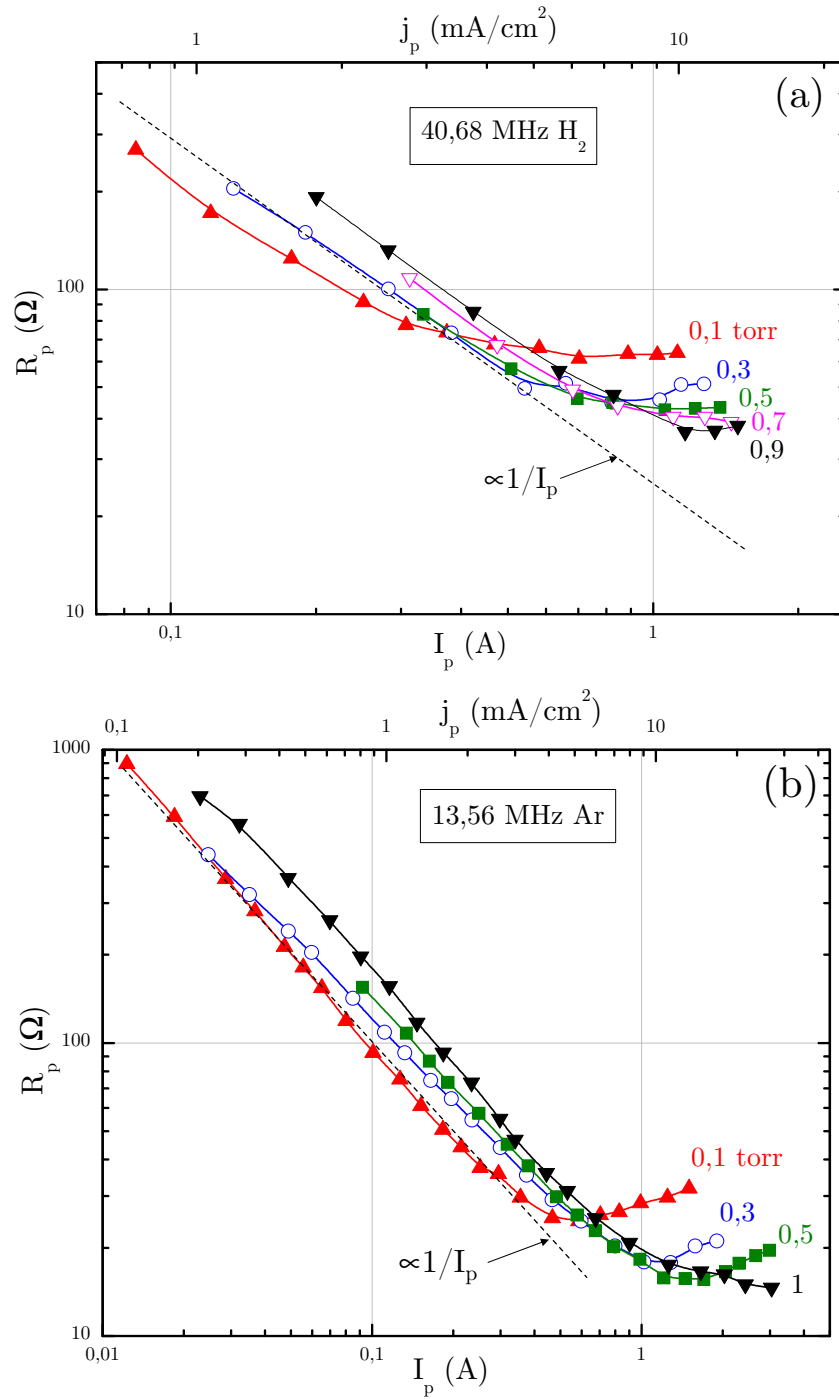 j_p (mA/cm²)
1 10
(a)
40,68 MHz H₂
100
R_p (Ω)
0,1 torr
0,3
0,5
0,7
0,9
∝1/I_p
10
0,1 1
I_p (A)
j_p (mA/cm²)
0,1 1 10
1000
(b)
13,56 MHz Ar
100
R_p (Ω)
0,1 torr
0,3
0,5
1
∝1/I_p
10
0,01 0,1 1
I_p (A)